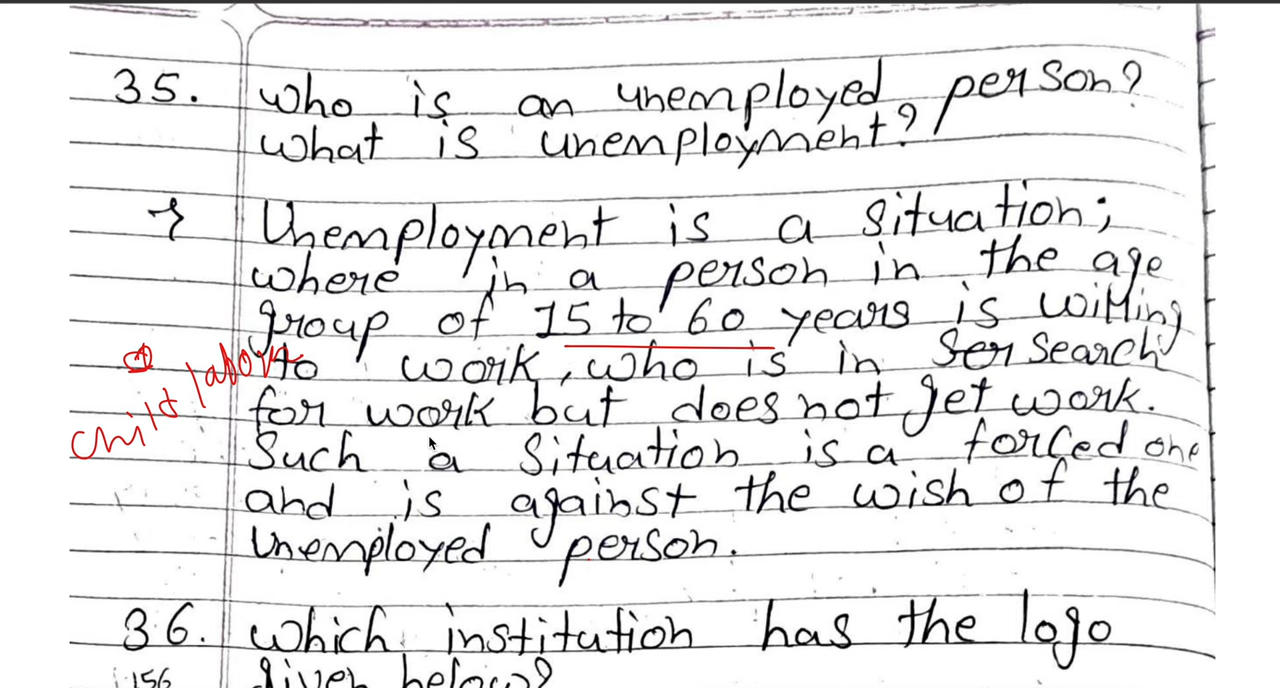 35. Who is an unemployed person?
What is unemployment?
Unemployment is a situation;
where in a person in the age
group of 15 to 60 years is willing
to work, who is in Ser search
for work but does not get work.
Such a situation is a forced one
and is against the wish of the
Unemployed person.
child labour
36. Which institution has the logo
156 given below?